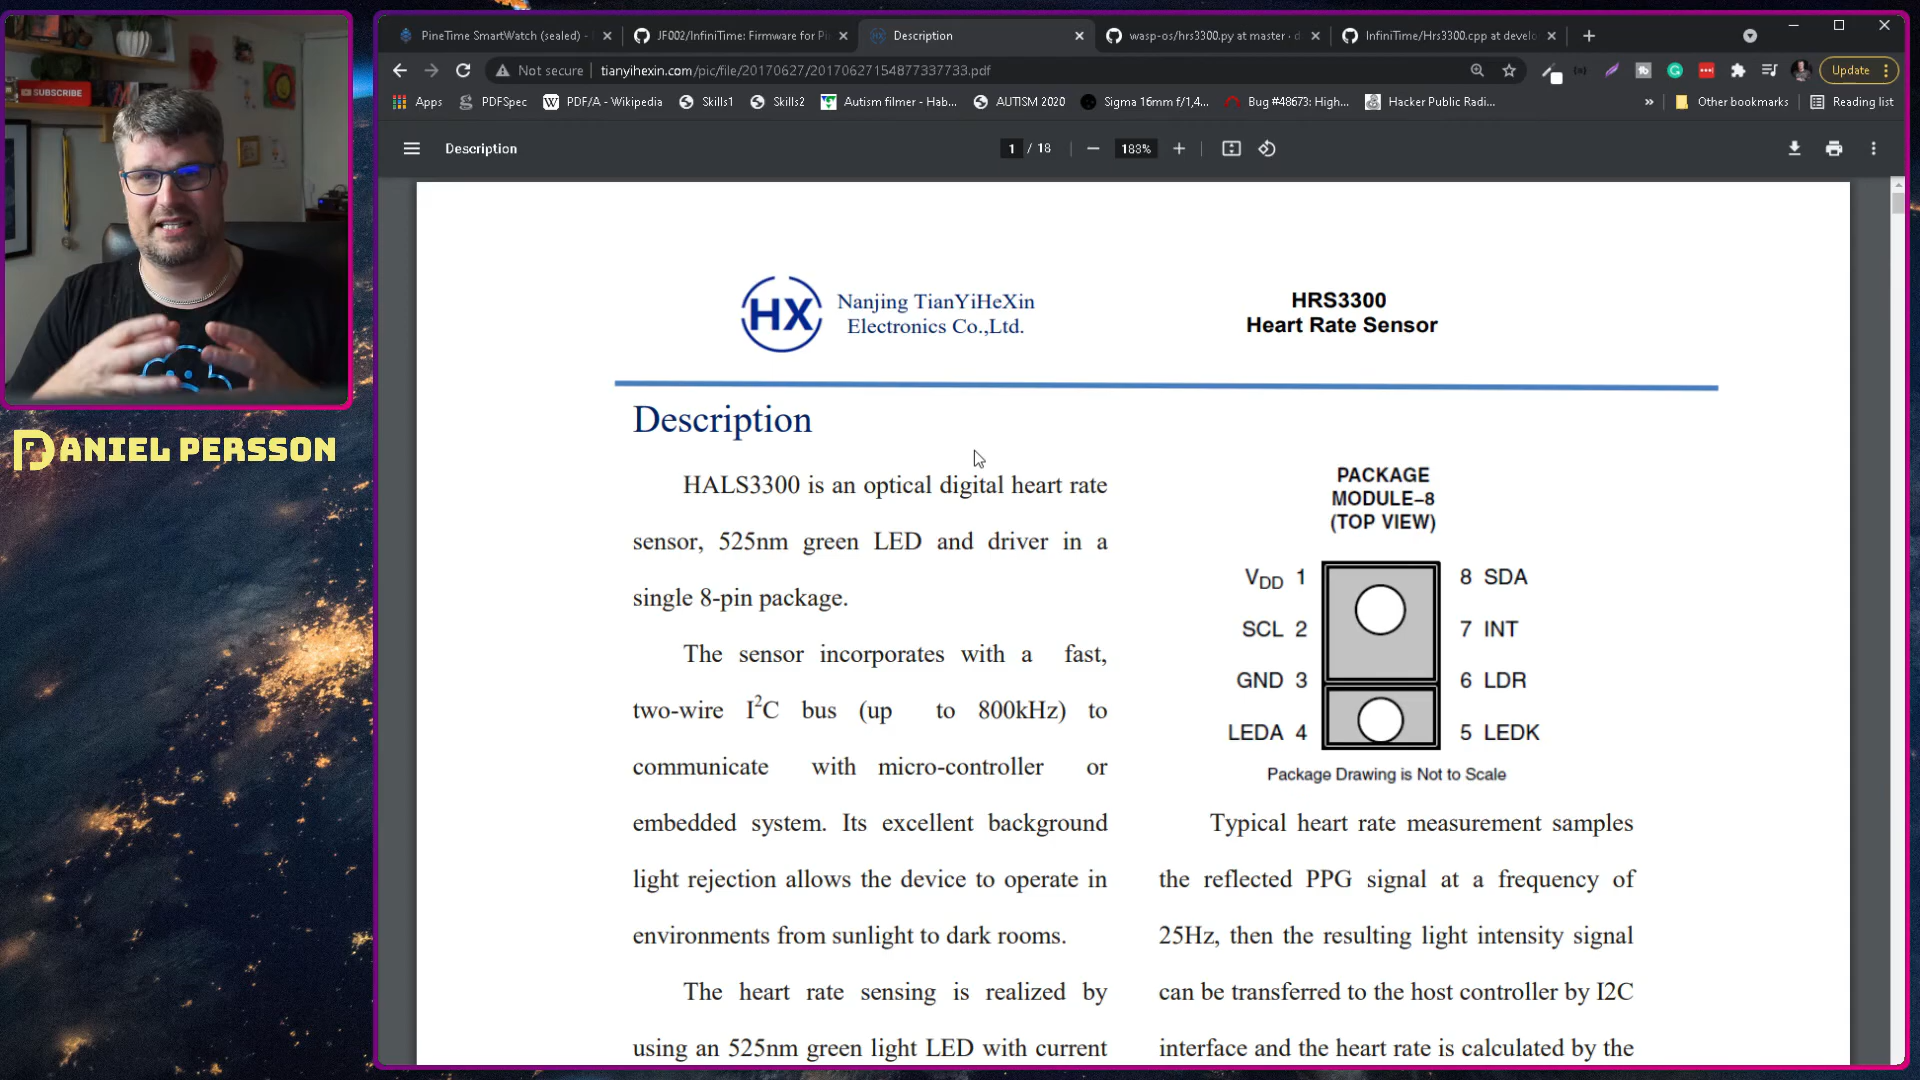 SUBSCRIBE
DANIEL PERSSON
PineTime SmartWatch (sealed) -
JF002/InfiniTime: Firmware for Pi
Description
wasp-os/hrs3300.py at master · d
InfiniTime/Hrs3300.cpp at develo
Not secure
tianyihexin.com/pic/file/20170627/20170627154877337733.pdf
Update
Apps
PDFSpec
PDF/A - Wikipedia
Skills1
Skills2
Autism filmer - Hab...
AUTISM 2020
Sigma 16mm f/1,4...
Bug #48673: High...
Hacker Public Radi...
»
Other bookmarks
Reading list
Description
1 / 18
183%
HX
Nanjing TianYiHeXin
Electronics Co.,Ltd.
HRS3300
Heart Rate Sensor
Description
HALS3300 is an optical digital heart rate
sensor, 525nm green LED and driver in a
single 8-pin package.
The sensor incorporates with a fast,
two-wire I2C bus (up to 800kHz) to
communicate with micro-controller or
embedded system. Its excellent background
light rejection allows the device to operate in
environments from sunlight to dark rooms.
The heart rate sensing is realized by
using an 525nm green light LED with current
PACKAGE
MODULE–8
(TOP VIEW)
VDD 1
8 SDA
SCL 2
7 INT
GND 3
6 LDR
LEDA 4
5 LEDK
Package Drawing is Not to Scale
Typical heart rate measurement samples
the reflected PPG signal at a frequency of
25Hz, then the resulting light intensity signal
can be transferred to the host controller by I2C
interface and the heart rate is calculated by the